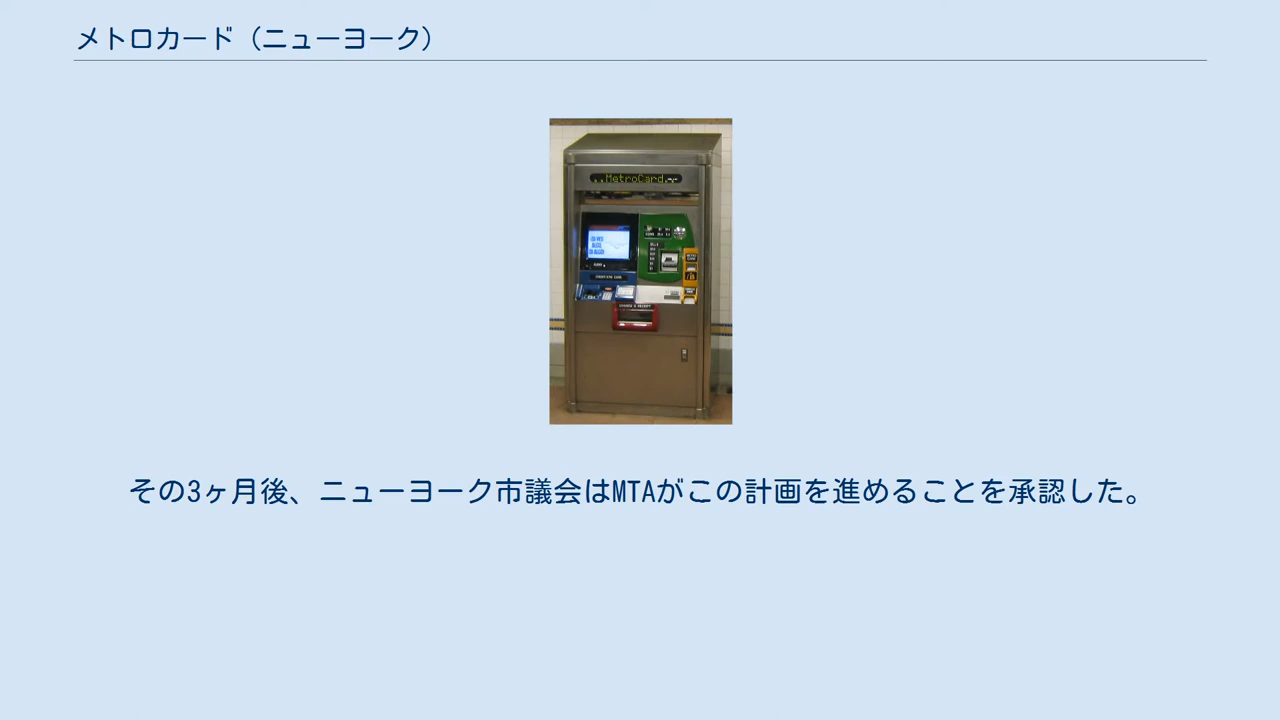 メトロカード（ニューヨーク）
MetroCard
その3ヶ月後、ニューヨーク市議会はMTAがこの計画を進めることを承認した。